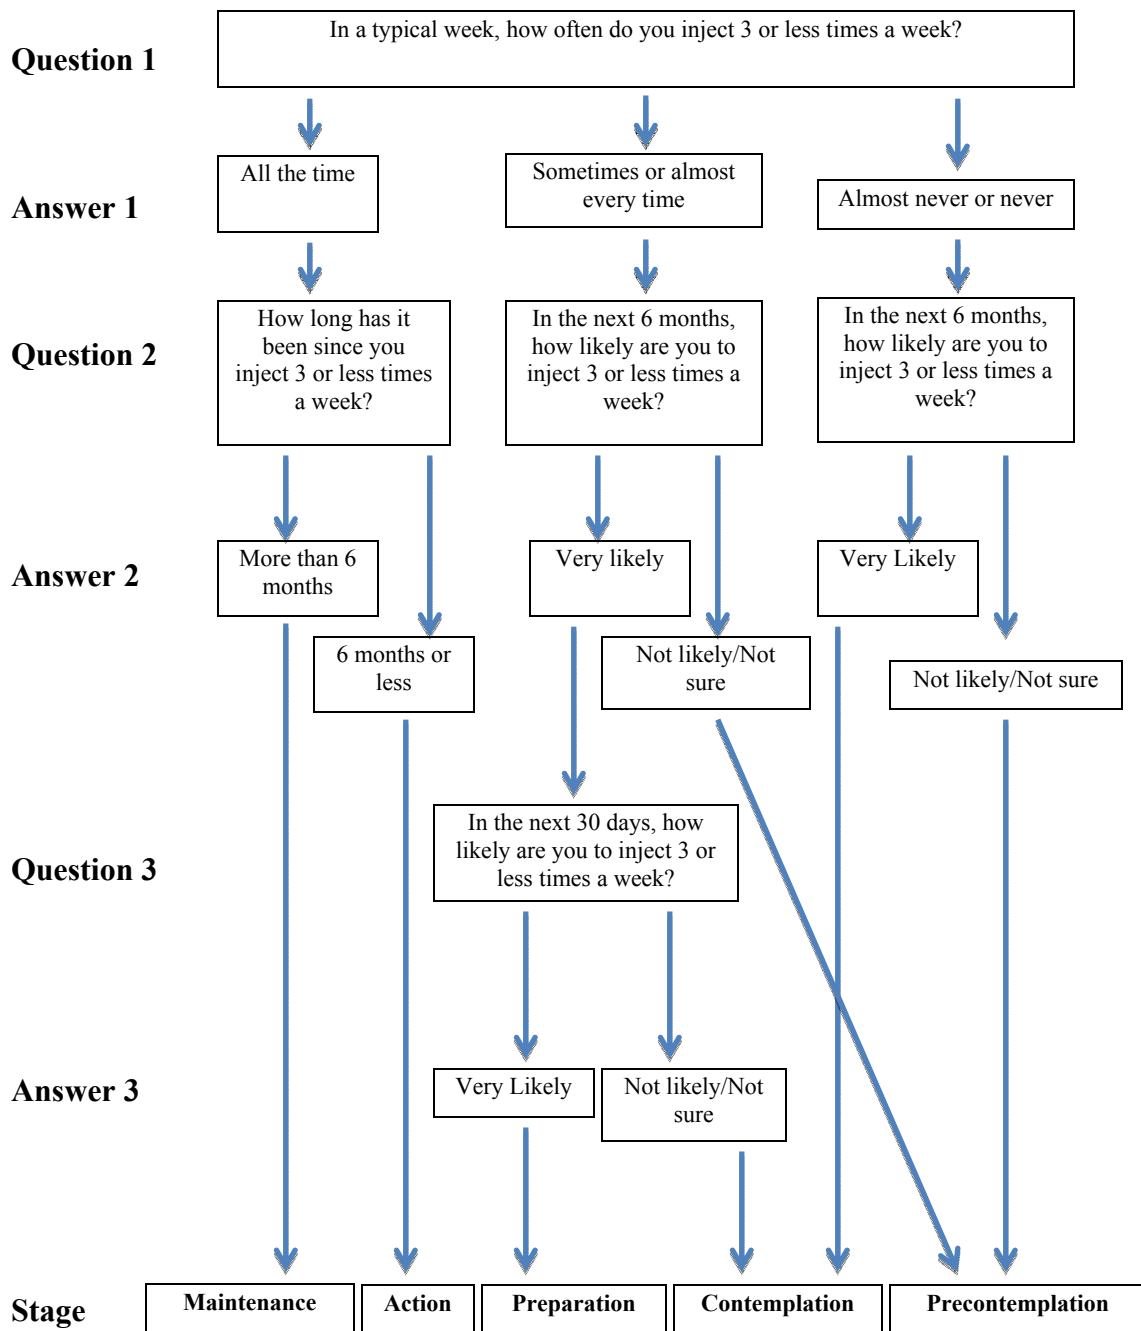 In a typical week, how often do you inject 3 or less times a week?
Question 1
All the time
Sometimes or almost
every time
Almost never or never
Answer 1
How long has it
been since you
inject 3 or less times
a week?
In the next 6 months,
how likely are you to
inject 3 or less times a
week?
In the next 6 months,
how likely are you to
inject 3 or less times a
week?
Question 2
More than 6
months
Very likely
Very Likely
Answer 2
6 months or
less
Not likely/Not
sure
Not likely/Not sure
In the next 30 days, how
likely are you to inject 3 or
less times a week?
Question 3
Very Likely
Not likely/Not
sure
Answer 3
Stage
Maintenance
Action
Preparation
Contemplation
Precontemplation